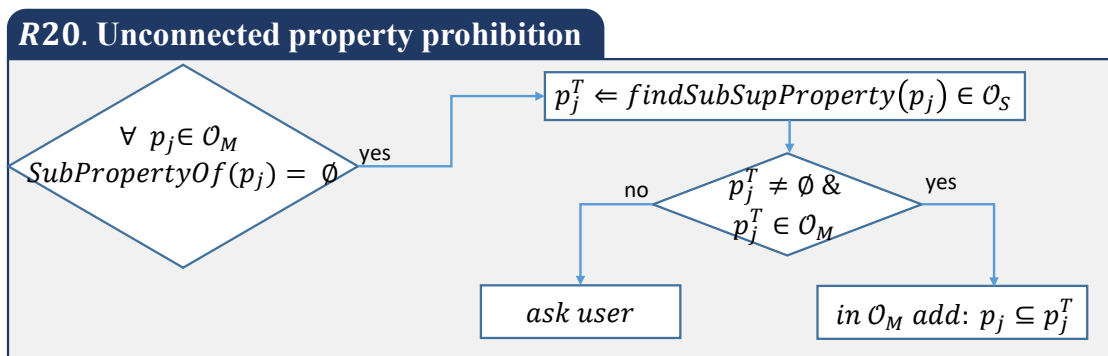 R20. Unconnected property prohibition
∀ p_j ∈ 𝒪_M
SubPropertyOf(p_j) = ∅
yes
p_j^T ⇐ findSubSupProperty(p_j) ∈ 𝒪_S
p_j^T ≠ ∅ &
p_j^T ∈ 𝒪_M
no
yes
ask user
in 𝒪_M add: p_j ⊆ p_j^T